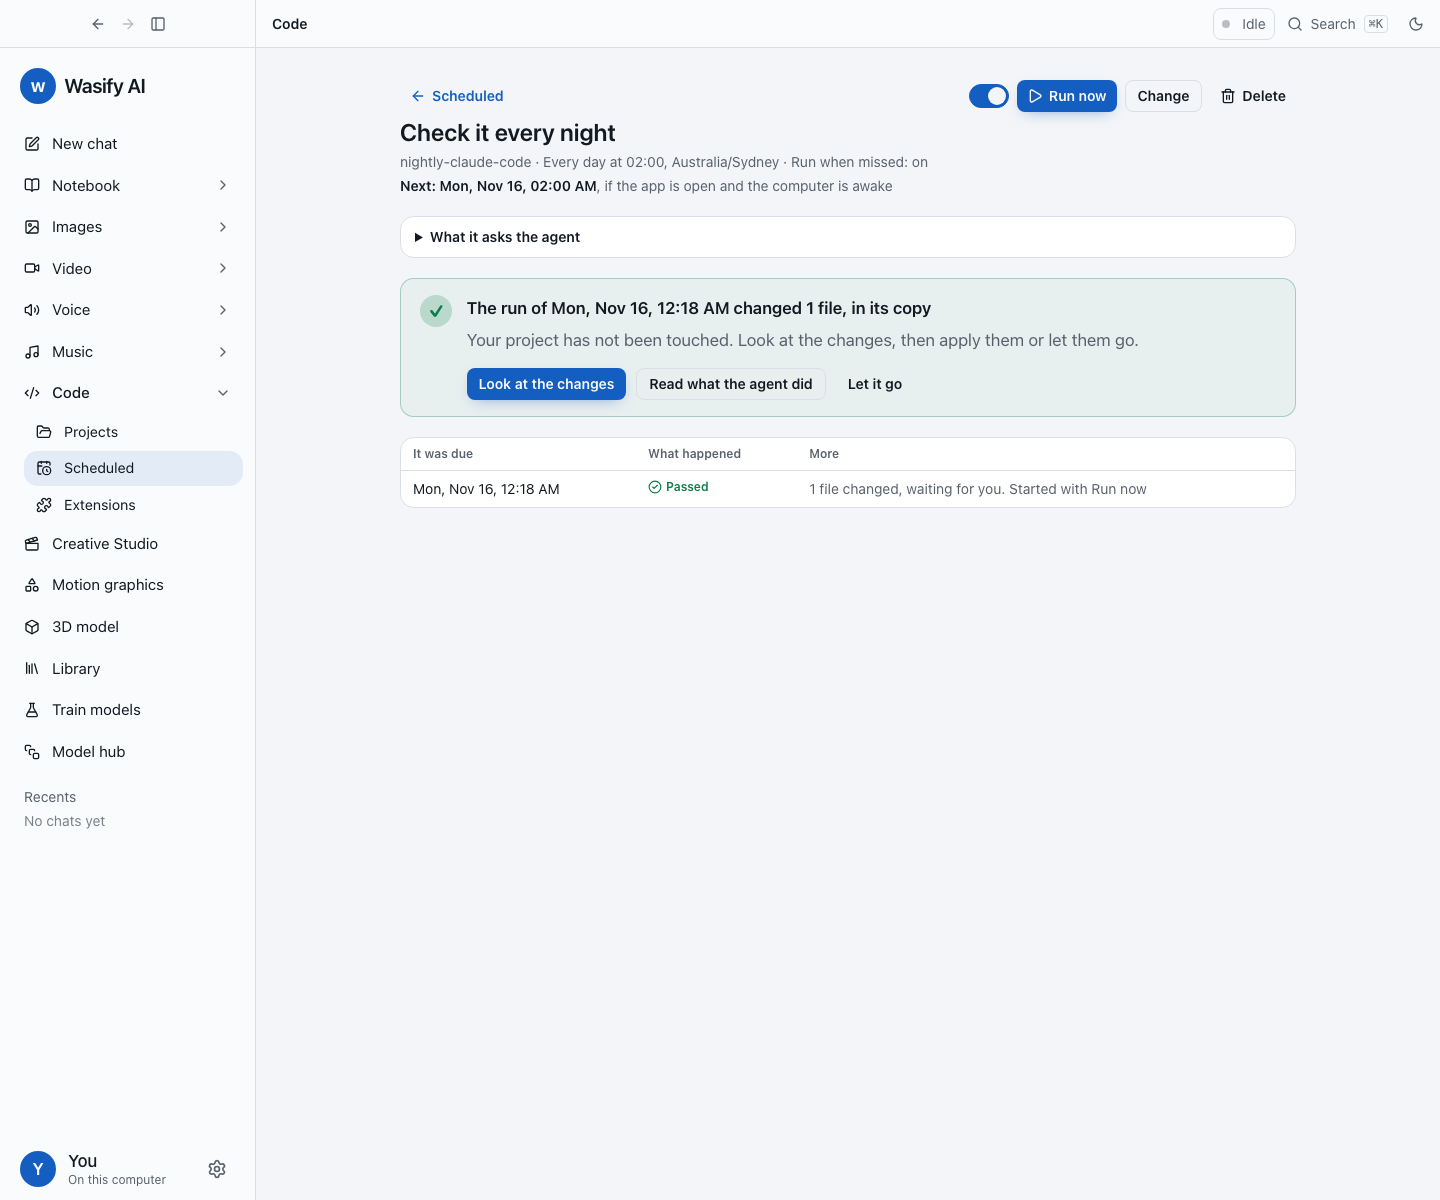 Code
Idle
Search ⌘K
W Wasify AI
New chat
Notebook
Images
Video
Voice
Music
Code
Projects
Scheduled
Extensions
Creative Studio
Motion graphics
3D model
Library
Train models
Model hub
Recents
No chats yet
Y You
On this computer
Scheduled
Run now
Change
Delete
Check it every night
nightly-claude-code · Every day at 02:00, Australia/Sydney · Run when missed: on
Next: Mon, Nov 16, 02:00 AM, if the app is open and the computer is awake
What it asks the agent
The run of Mon, Nov 16, 12:18 AM changed 1 file, in its copy
Your project has not been touched. Look at the changes, then apply them or let them go.
Look at the changes
Read what the agent did
Let it go
It was due What happened More
Mon, Nov 16, 12:18 AM Passed 1 file changed, waiting for you. Started with Run now